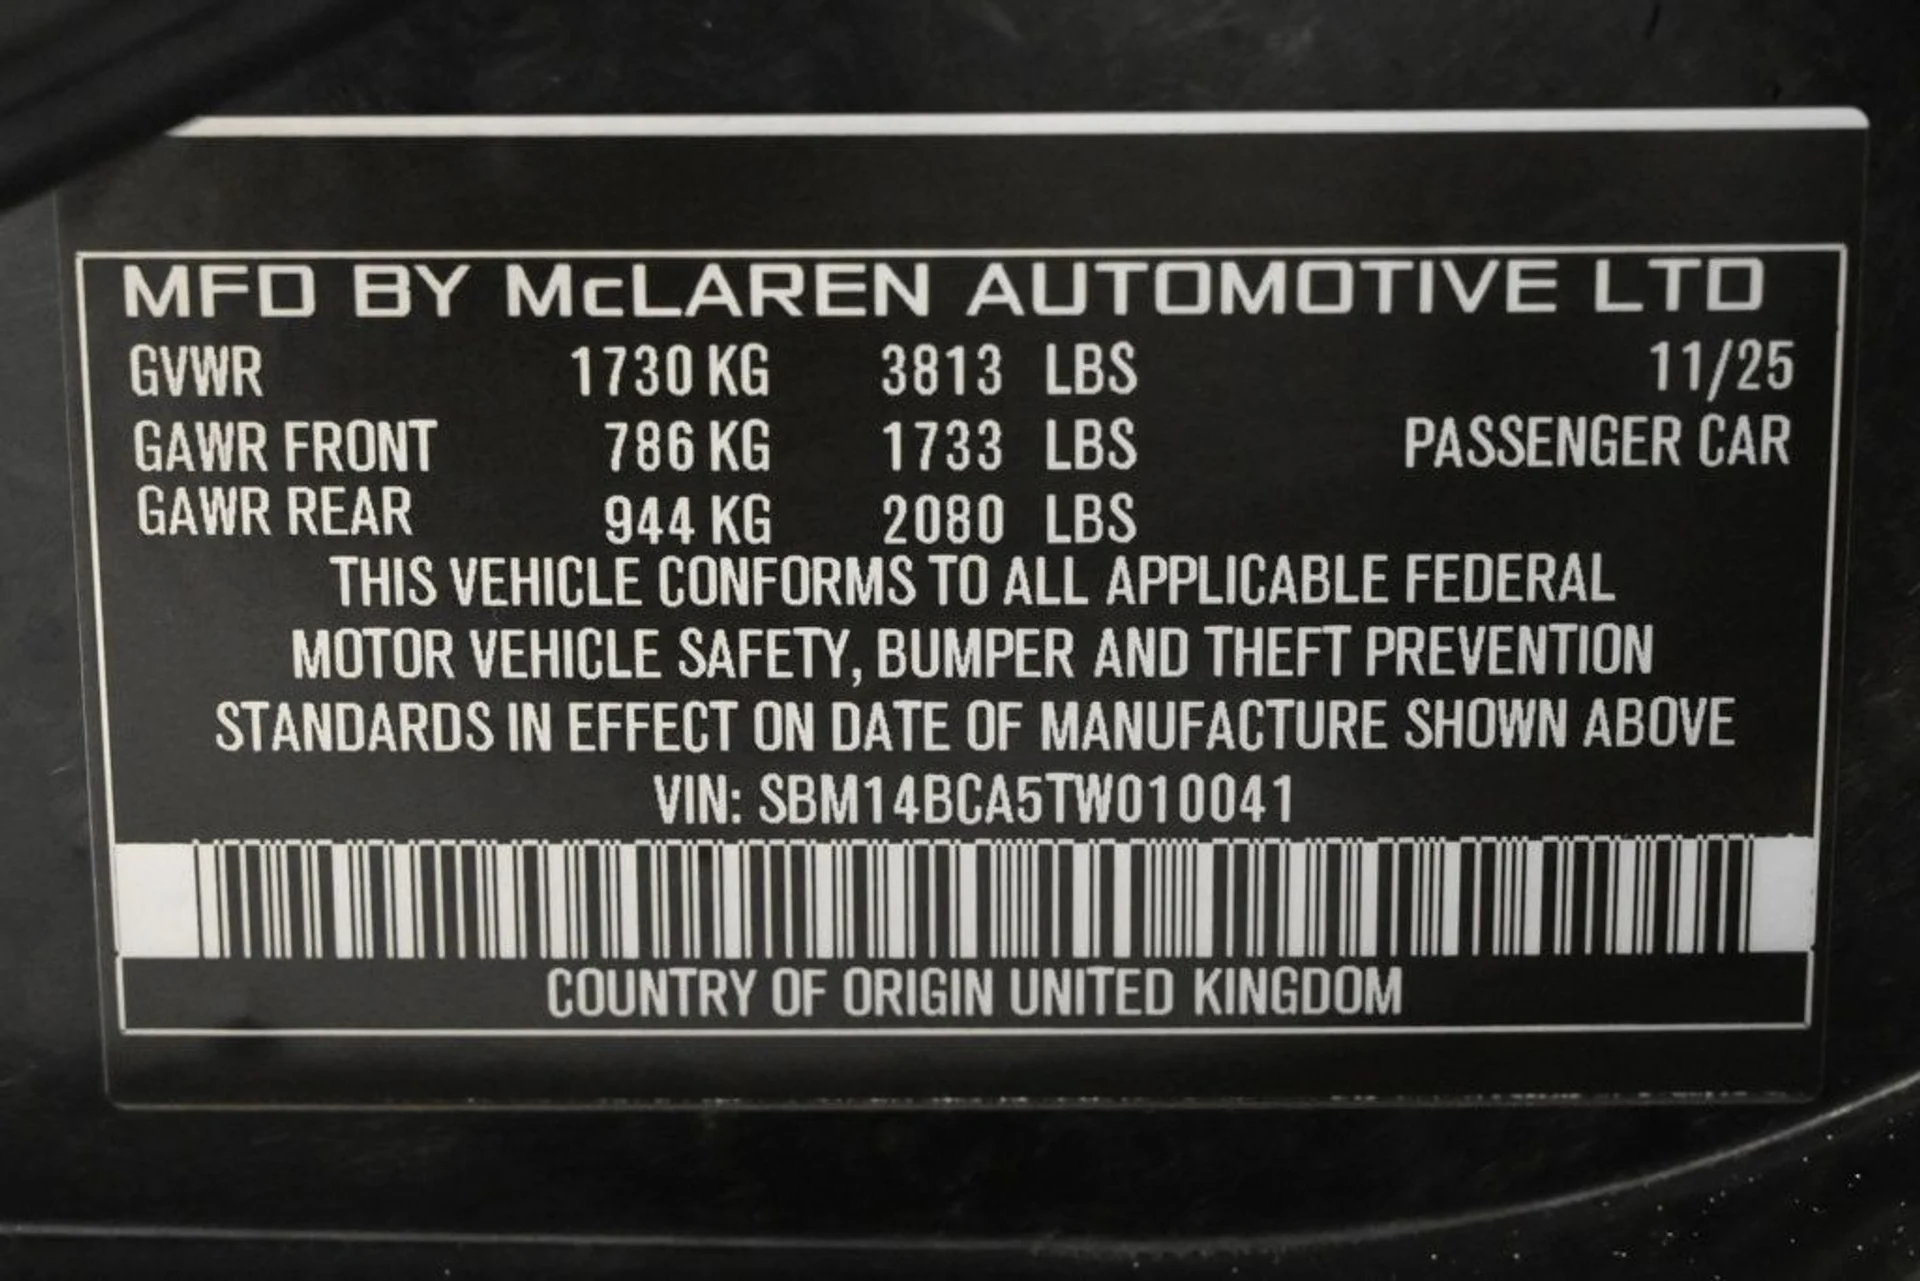 MFD BY McLAREN AUTOMOTIVE LTD
GVWR 1730 KG 3813 LBS 11/25
GAWR FRONT 786 KG 1733 LBS PASSENGER CAR
GAWR REAR 944 KG 2080 LBS
THIS VEHICLE CONFORMS TO ALL APPLICABLE FEDERAL
MOTOR VEHICLE SAFETY, BUMPER AND THEFT PREVENTION
STANDARDS IN EFFECT ON DATE OF MANUFACTURE SHOWN ABOVE
VIN: SBM14BCA5TW010041
COUNTRY OF ORIGIN UNITED KINGDOM